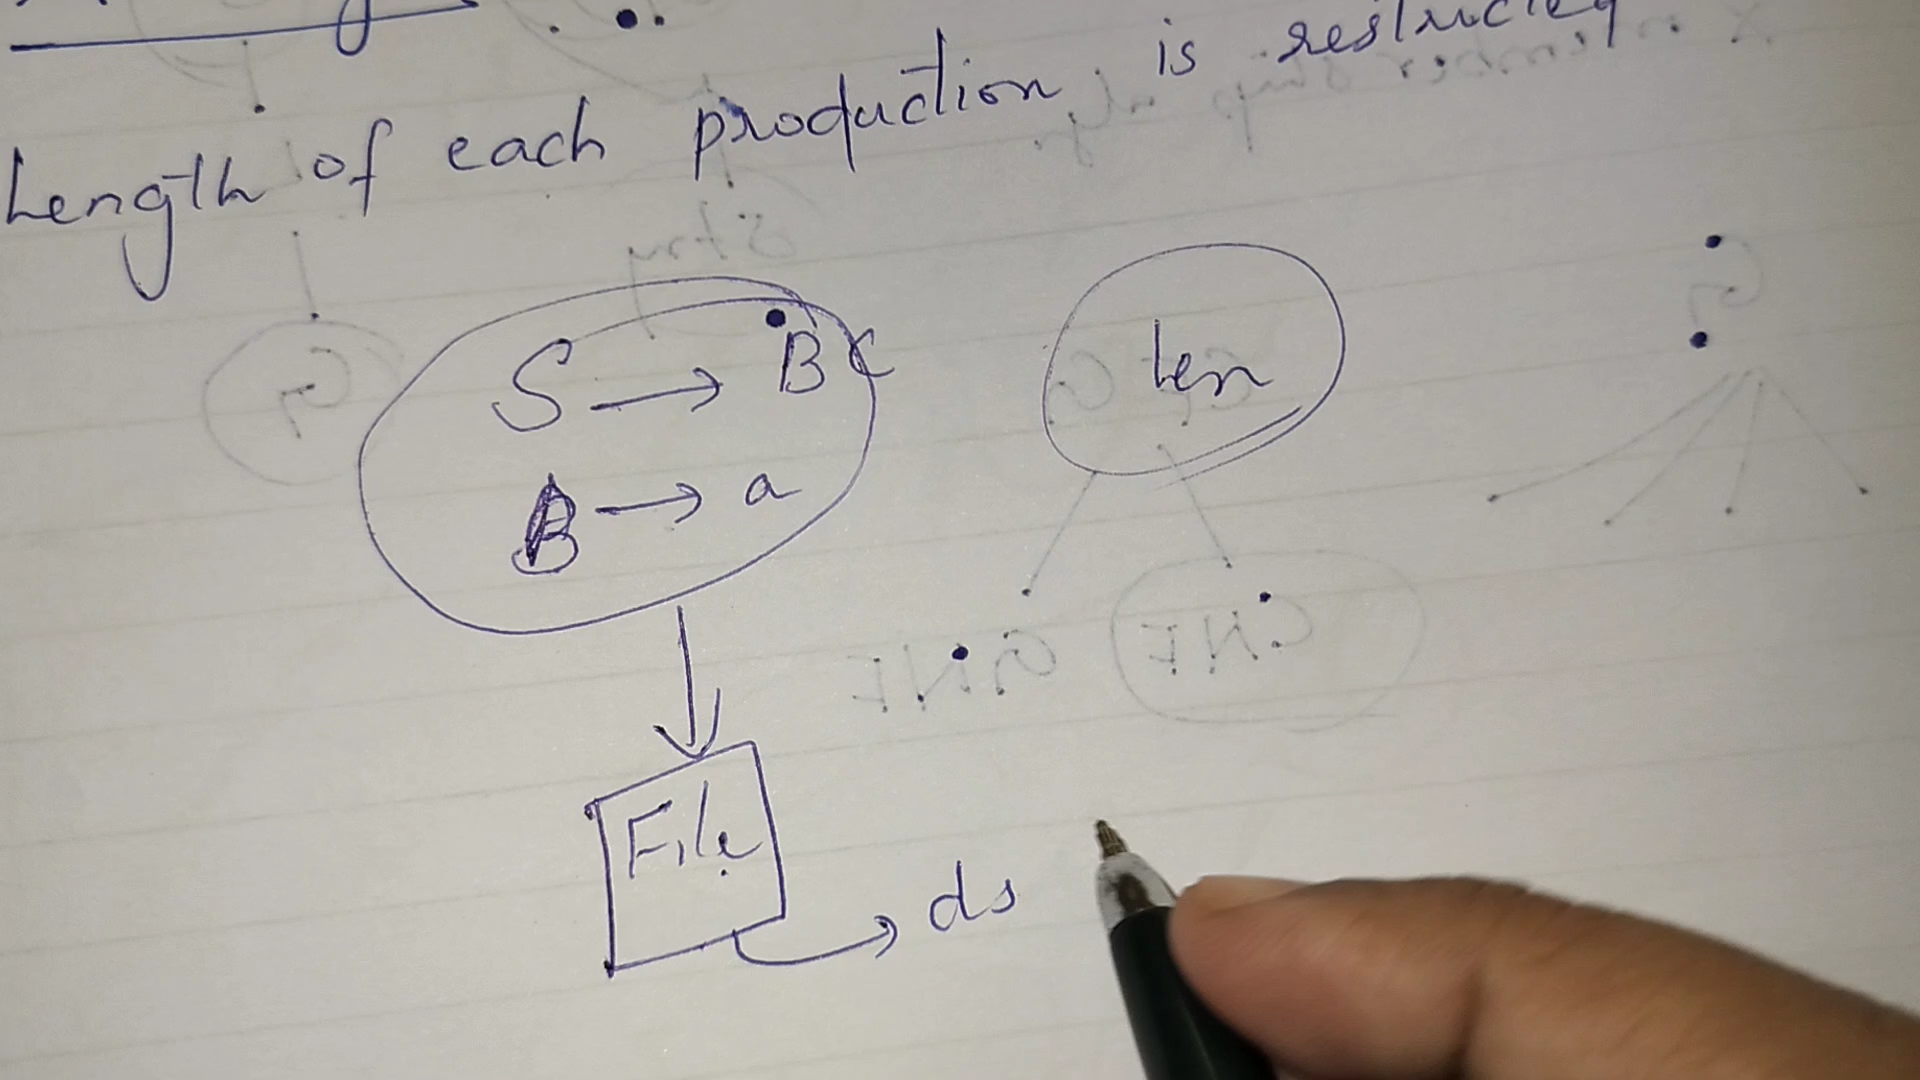 Length of each production is restricted
S → BC
len
B → a
File
ds